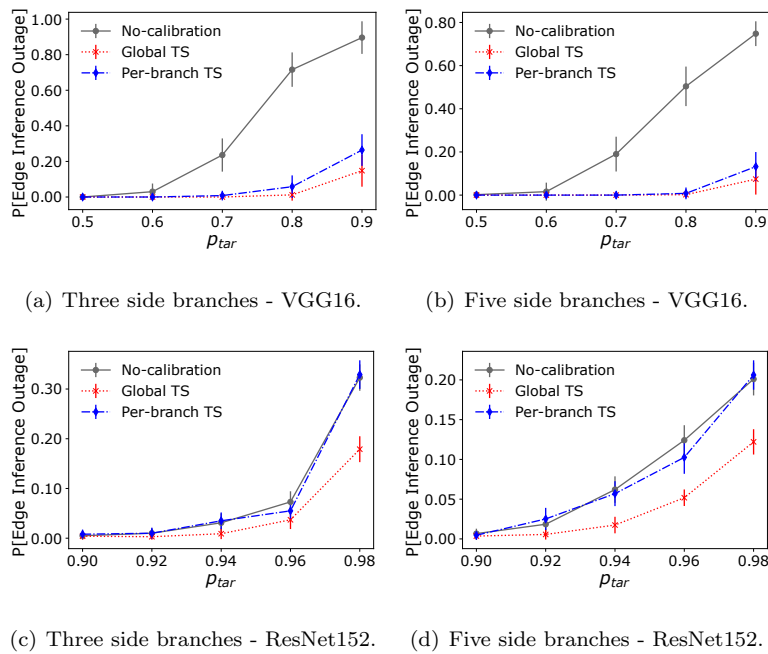 P[Edge Inference Outage]
1.00
0.80
0.60
0.40
0.20
0.00
No-calibration
Global TS
Per-branch TS
0.5 0.6 0.7 0.8 0.9
p_tar
(a) Three side branches - VGG16.
P[Edge Inference Outage]
0.80
0.60
0.40
0.20
0.00
No-calibration
Global TS
Per-branch TS
0.5 0.6 0.7 0.8 0.9
p_tar
(b) Five side branches - VGG16.
P[Edge Inference Outage]
0.30
0.20
0.10
0.00
No-calibration
Global TS
Per-branch TS
0.90 0.92 0.94 0.96 0.98
p_tar
(c) Three side branches - ResNet152.
P[Edge Inference Outage]
0.20
0.15
0.10
0.05
0.00
No-calibration
Global TS
Per-branch TS
0.90 0.92 0.94 0.96 0.98
p_tar
(d) Five side branches - ResNet152.